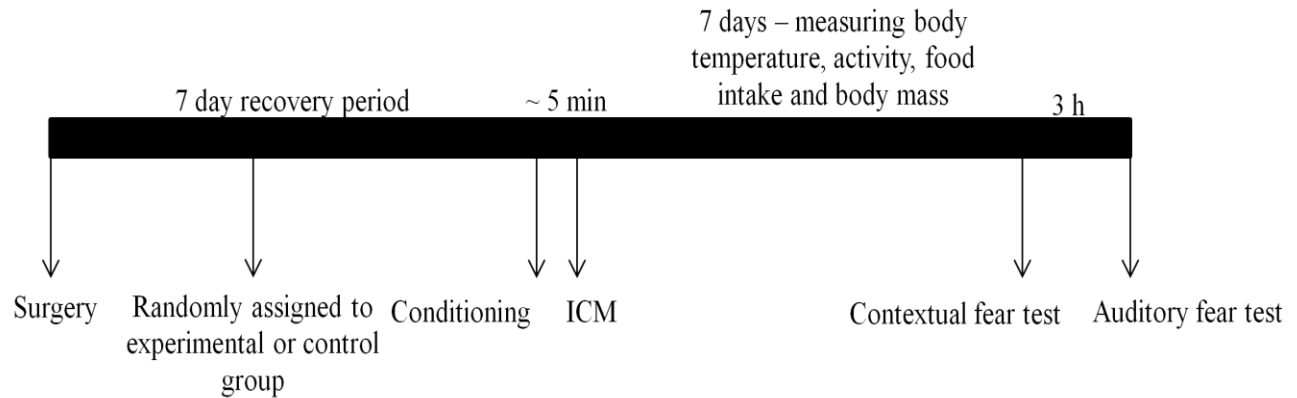 7 days – measuring body
temperature, activity, food
intake and body mass
7 day recovery period
~ 5 min
3 h
Surgery
Randomly assigned to
experimental or control
group
Conditioning
ICM
Contextual fear test
Auditory fear test